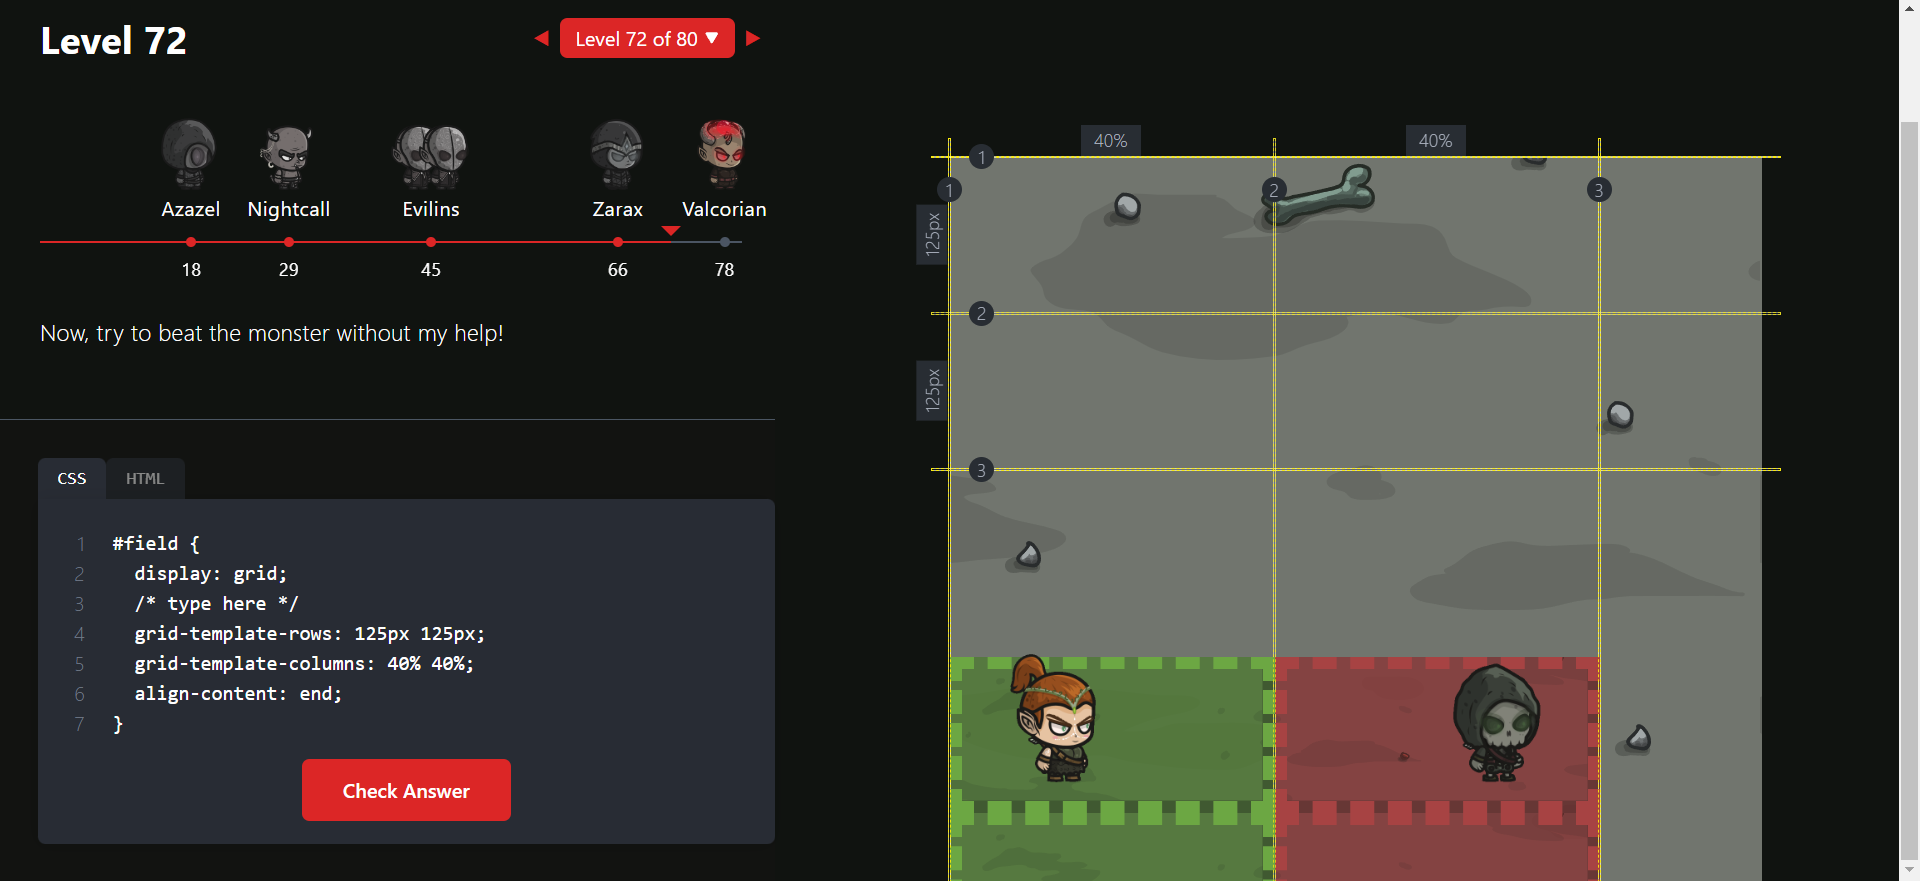 Level 72
Level 72 of 80 ▼
Azazel
Nightcall
Evilins
Zarax
Valcorian
18
29
45
66
78
Now, try to beat the monster without my help!
CSS
HTML
1 #field {
2 display: grid;
3 /* type here */
4 grid-template-rows: 125px 125px;
5 grid-template-columns: 40% 40%;
6 align-content: end;
7 }
Check Answer
40%
40%
1
1
2
3
125px
2
125px
3